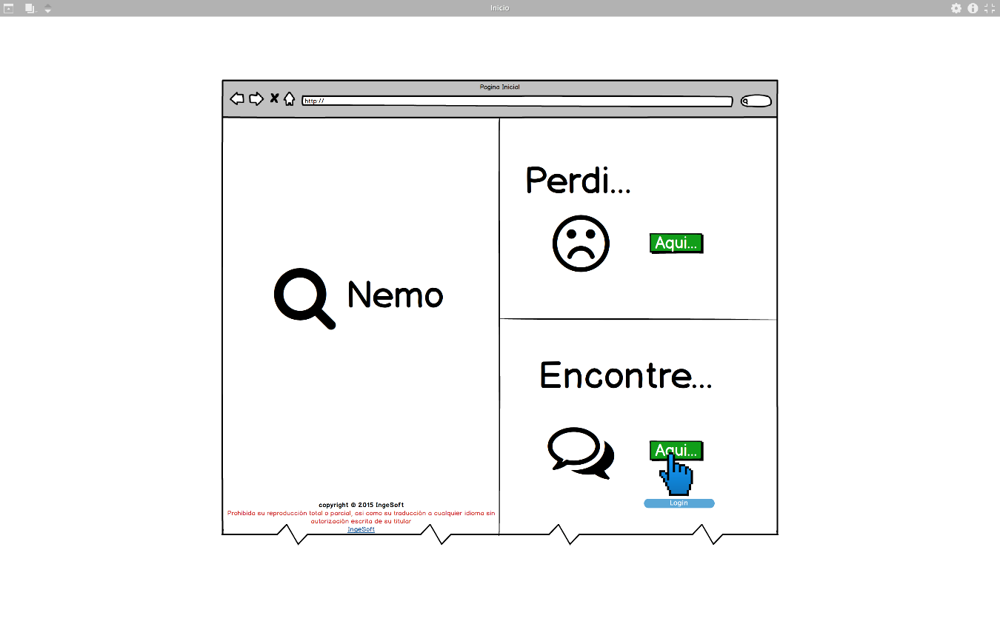 Inicio
Pagina Inicial
http://
Nemo
copyright © 2015 IngeSoft
Prohibida su reproducción total o parcial, asi como su traducción a cualquier idioma sin
autorización escrita de su titular
IngeSoft
Perdi...
Aqui...
Encontre...
Aqui...
Login